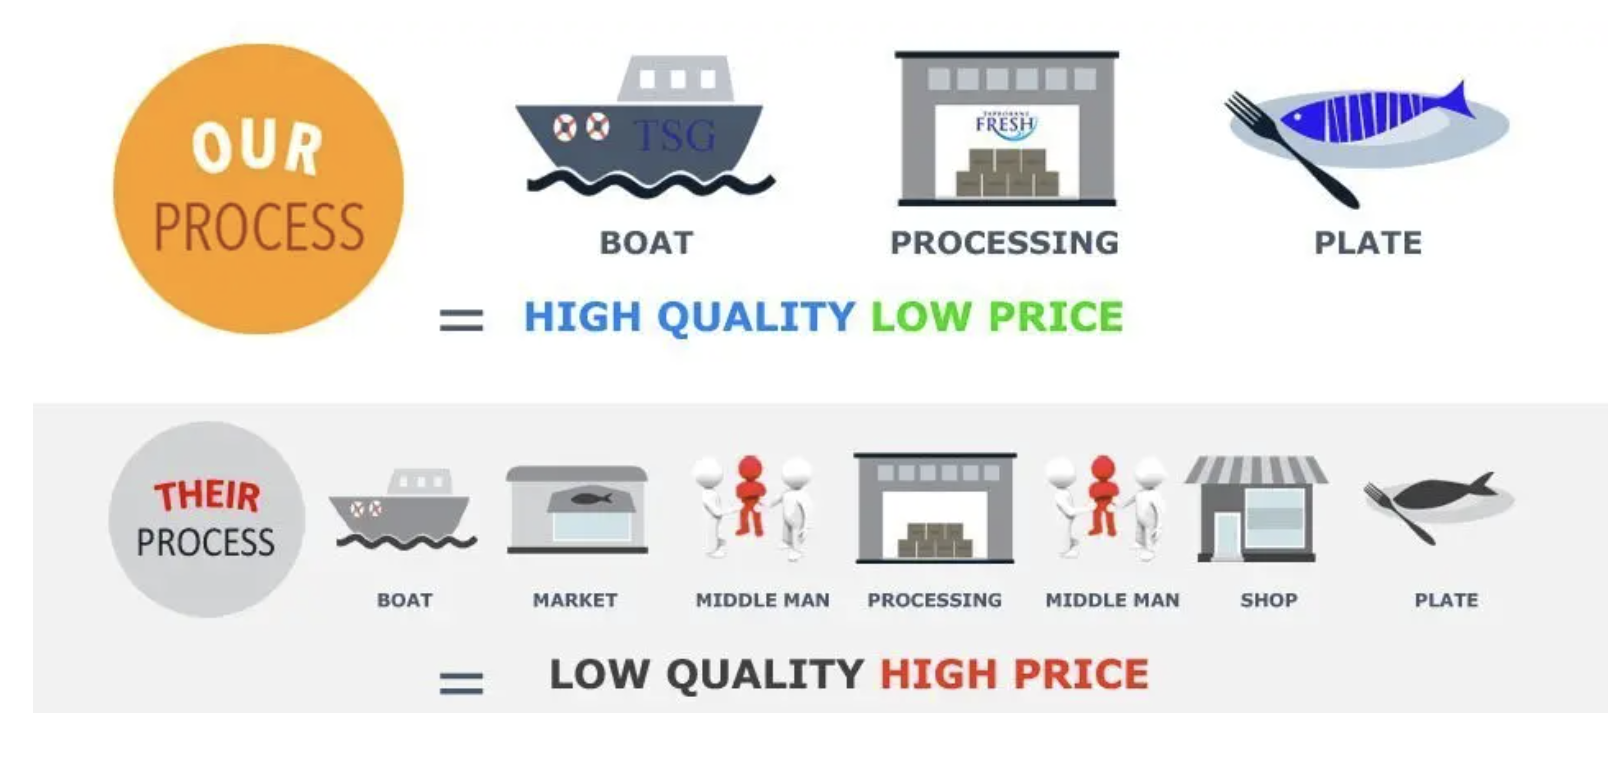 OUR
PROCESS
TSG
TAPROBANE
FRESH
BOAT
PROCESSING
PLATE
= HIGH QUALITY LOW PRICE
THEIR
PROCESS
BOAT
MARKET
MIDDLE MAN
PROCESSING
MIDDLE MAN
SHOP
PLATE
= LOW QUALITY HIGH PRICE